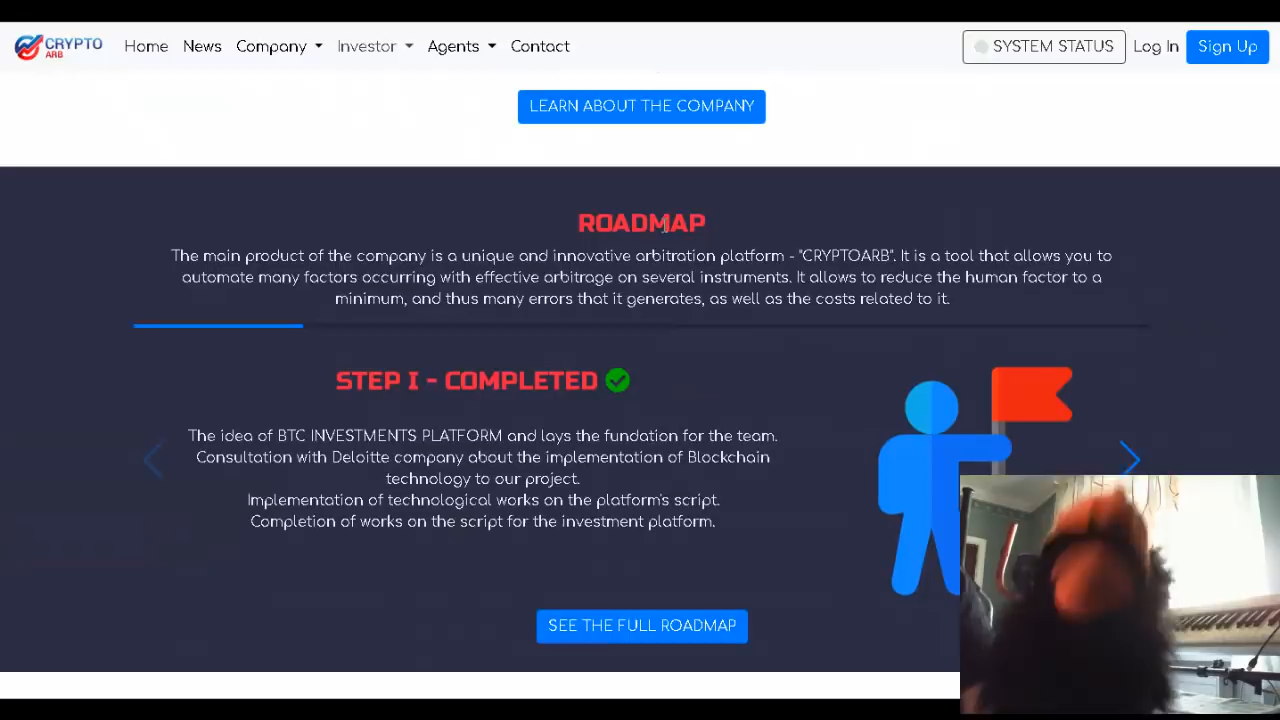 CRYPTO
ARB
Home News Company Investor Agents Contact
SYSTEM STATUS Log In Sign Up
LEARN ABOUT THE COMPANY
ROADMAP
The main product of the company is a unique and innovative arbitration platform - "CRYPTOARB". It is a tool that allows you to
automate many factors occurring with effective arbitrage on several instruments. It allows to reduce the human factor to a
minimum, and thus many errors that it generates, as well as the costs related to it.
STEP I - COMPLETED
The idea of BTC INVESTMENTS PLATFORM and lays the fundation for the team.
Consultation with Deloitte company about the implementation of Blockchain
technology to our project.
Implementation of technological works on the platform's script.
Completion of works on the script for the investment platform.
SEE THE FULL ROADMAP